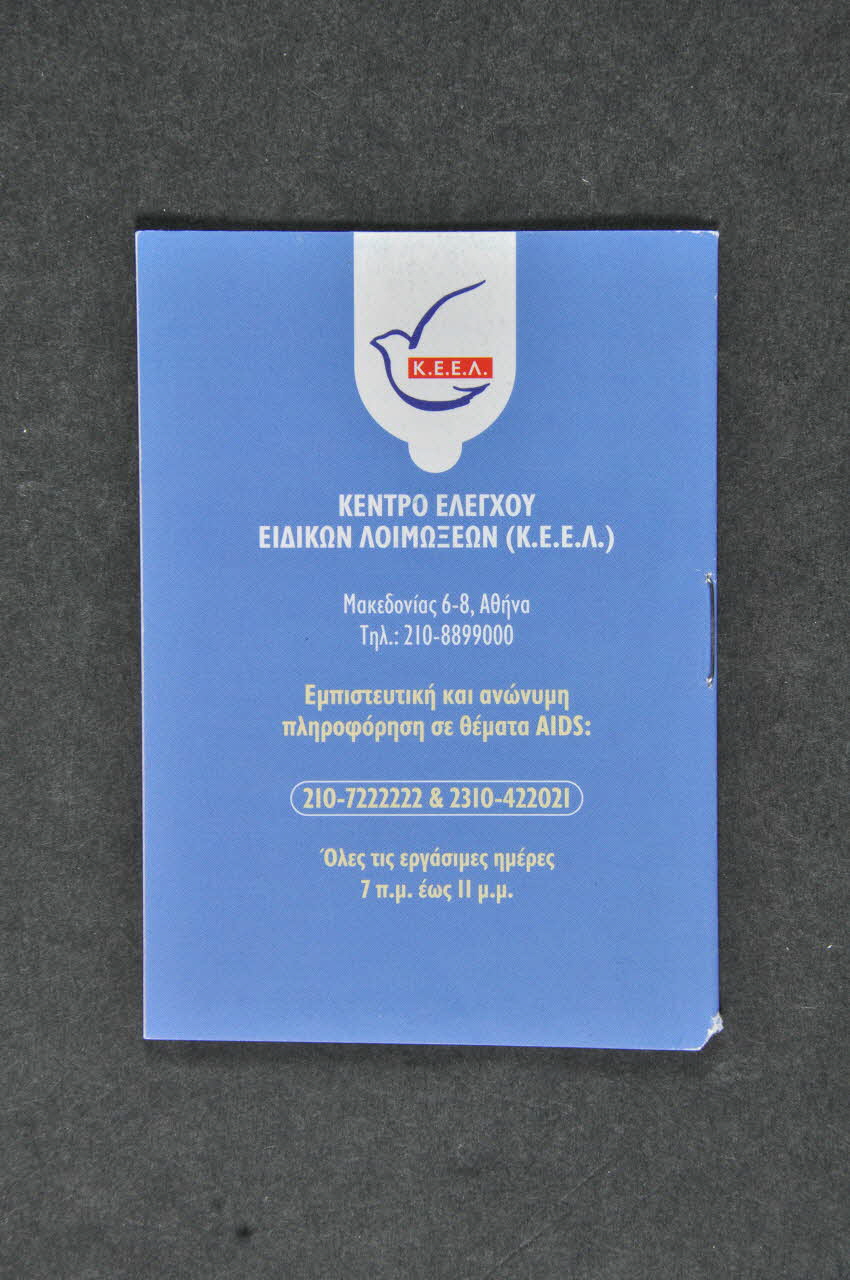 Κ.Ε.Ε.Λ.
ΚΕΝΤΡΟ ΕΛΕΓΧΟΥ
ΕΙΔΙΚΩΝ ΛΟΙΜΩΞΕΩΝ (Κ.Ε.Ε.Λ.)
Μακεδονίας 6-8, Αθήνα
Τηλ.: 210-8899000
Εμπιστευτική και ανώνυμη
πληροφόρηση σε θέματα AIDS:
210-7222222 & 2310-422021
Όλες τις εργάσιμες ημέρες
7 π.μ. έως 11 μ.μ.